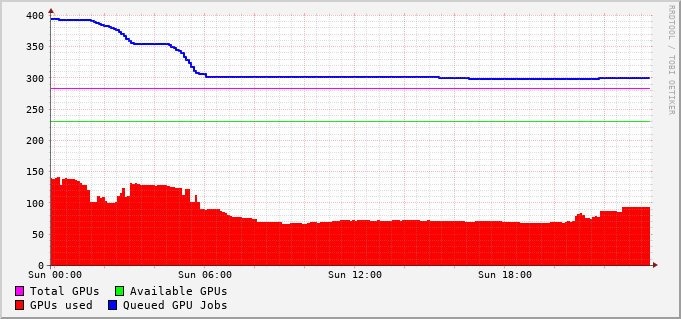 400
350
300
250
200
150
100
50
0
Sun 00:00 Sun 06:00 Sun 12:00 Sun 18:00
Total GPUs Available GPUs
GPUs used Queued GPU Jobs
RRDTOOL / TOBI OETIKER